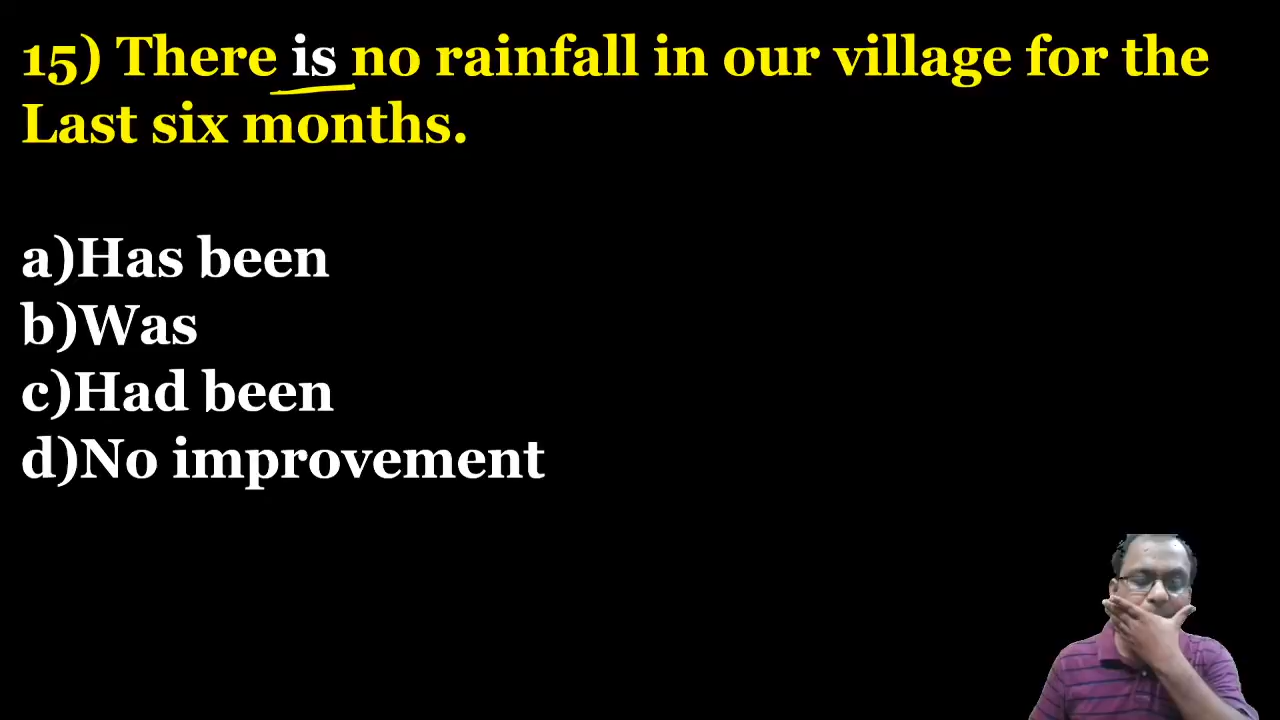 15) There is no rainfall in our village for the
Last six months.
a)Has been
b)Was
c)Had been
d)No improvement